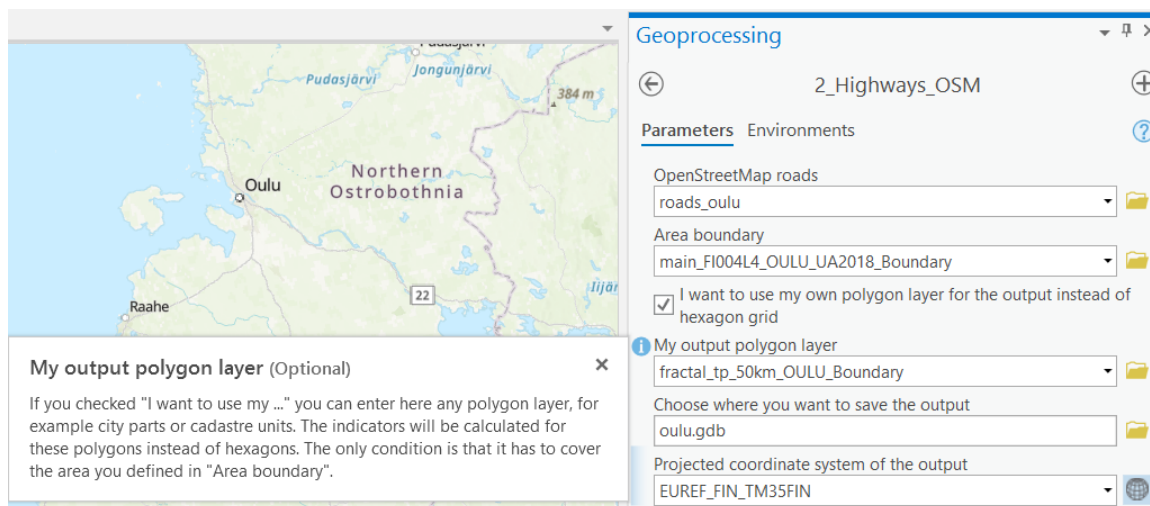 Pudasjärvi
Pudasjärvi
Jongunjärvi
384 m
Oulu
Northern
Ostrobothnia
22
Iijär
Raahe
My output polygon layer (Optional)
If you checked "I want to use my ..." you can enter here any polygon layer, for
example city parts or cadastre units. The indicators will be calculated for
these polygons instead of hexagons. The only condition is that it has to cover
the area you defined in "Area boundary".
Geoprocessing
2_Highways_OSM
Parameters Environments
OpenStreetMap roads
roads_oulu
Area boundary
main_FI004L4_OULU_UA2018_Boundary
I want to use my own polygon layer for the output instead of
hexagon grid
My output polygon layer
fractal_tp_50km_OULU_Boundary
Choose where you want to save the output
oulu.gdb
Projected coordinate system of the output
EUREF_FIN_TM35FIN